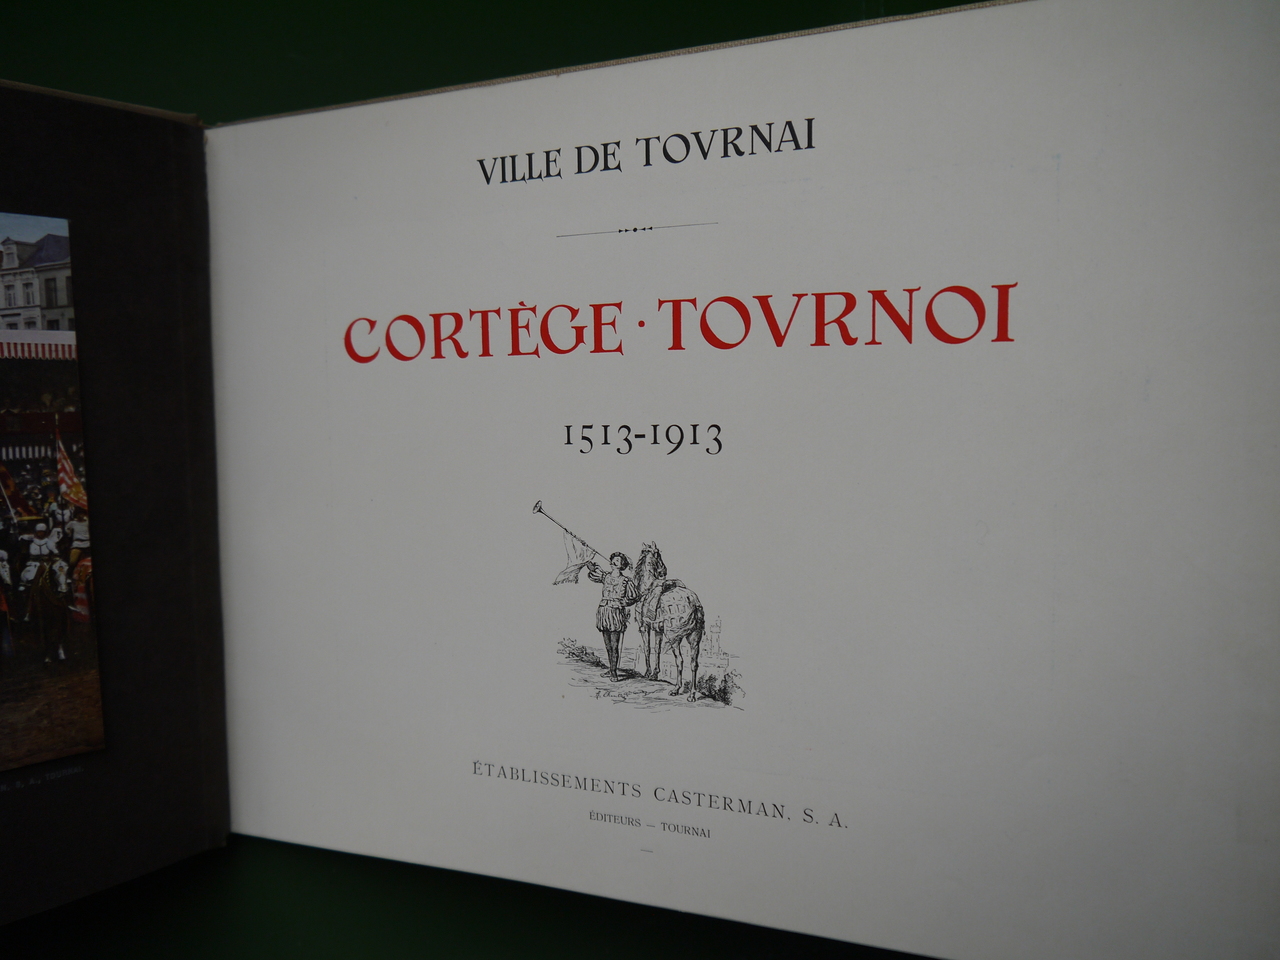 VILLE DE TOVRNAI
CORTÈGE · TOVRNOI
1513-1913
ÉTABLISSEMENTS CASTERMAN, S. A.
ÉDITEURS — TOURNAI